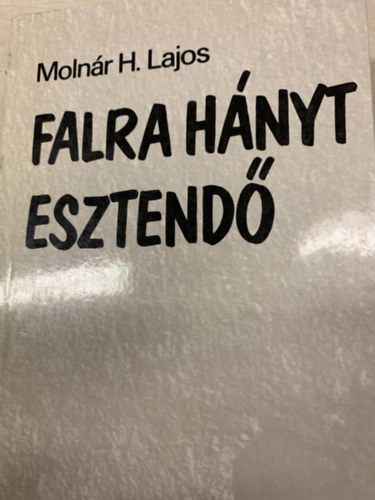 Molnár H. Lajos
FALRA HÁNYT
ESZTENDŐ